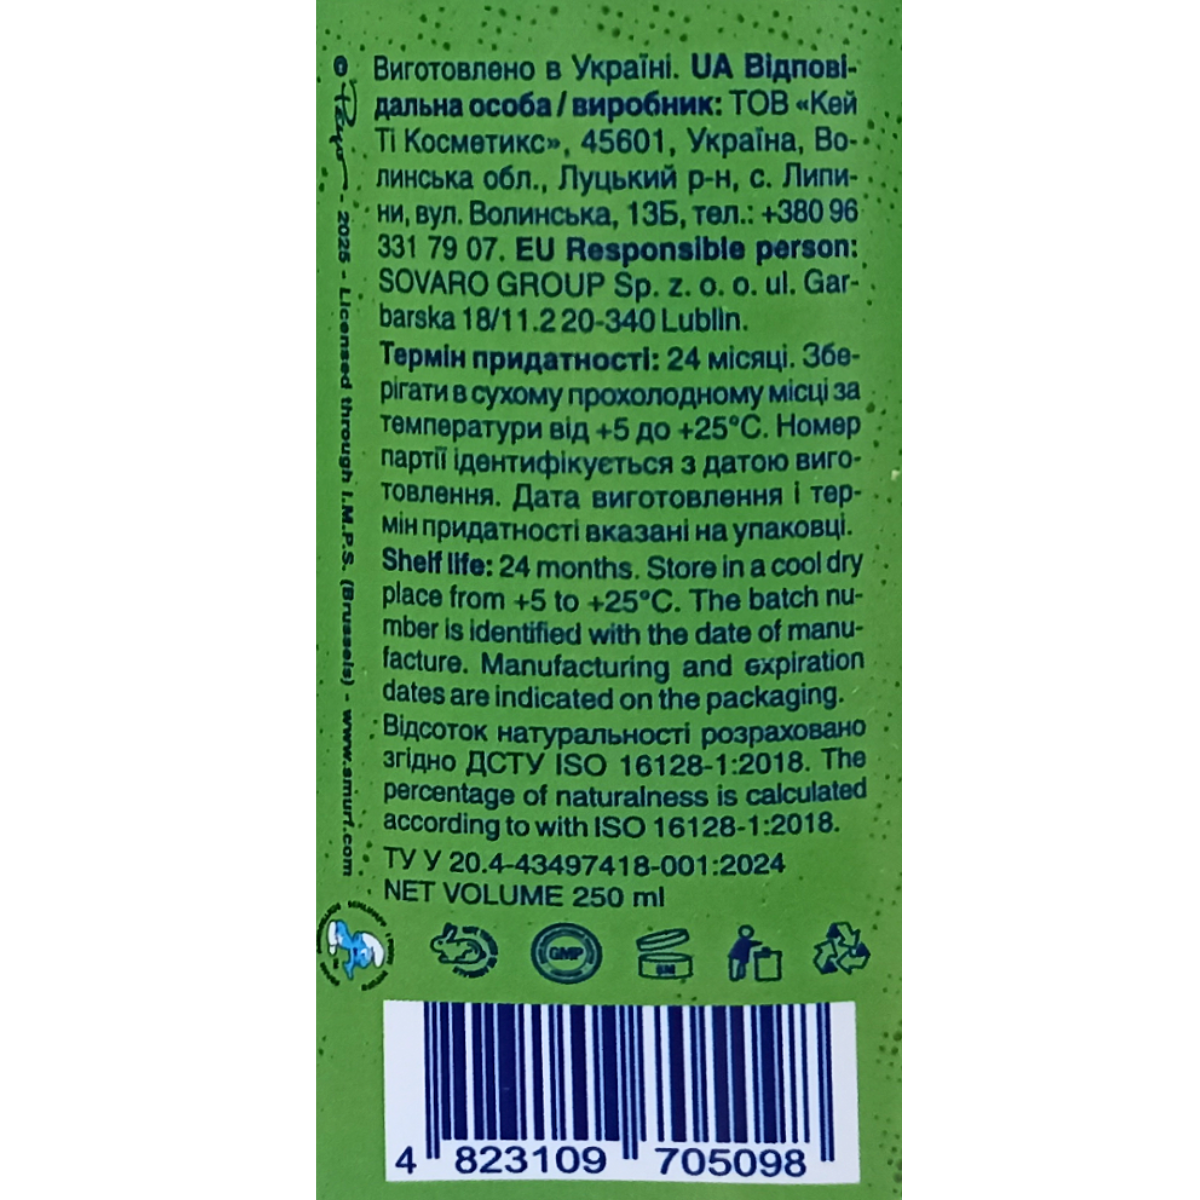 Виготовлено в Україні. UA Відпові-
дальна особа / виробник: ТОВ «Кей
Ті Косметикс», 45601, Україна, Во-
линська обл., Луцький р-н, с. Липи-
ни, вул. Волинська, 13Б, тел.: +380 96
331 79 07. EU Responsible person:
SOVARO GROUP Sp. z. o. o. ul. Gar-
barska 18/11.2 20-340 Lublin.
Термін придатності: 24 місяці. Збе-
рігати в сухому прохолодному місці за
температури від +5 до +25°C. Номер
партії ідентифікується з датою виго-
товлення. Дата виготовлення і тер-
мін придатності вказані на упаковці.
Shelf life: 24 months. Store in a cool dry
place from +5 to +25°C. The batch nu-
mber is identified with the date of manu-
facture. Manufacturing and expiration
dates are indicated on the packaging.
Відсоток натуральності розраховано
згідно ДСТУ ISO 16128-1:2018. The
percentage of naturalness is calculated
according to with ISO 16128-1:2018.
ТУ У 20.4-43497418-001:2024
NET VOLUME 250 ml
© Peyo - 2025 - Licensed through I.M.P.S. (Brussels) - www.smurf.com
GMP
6M
4 823109 705098